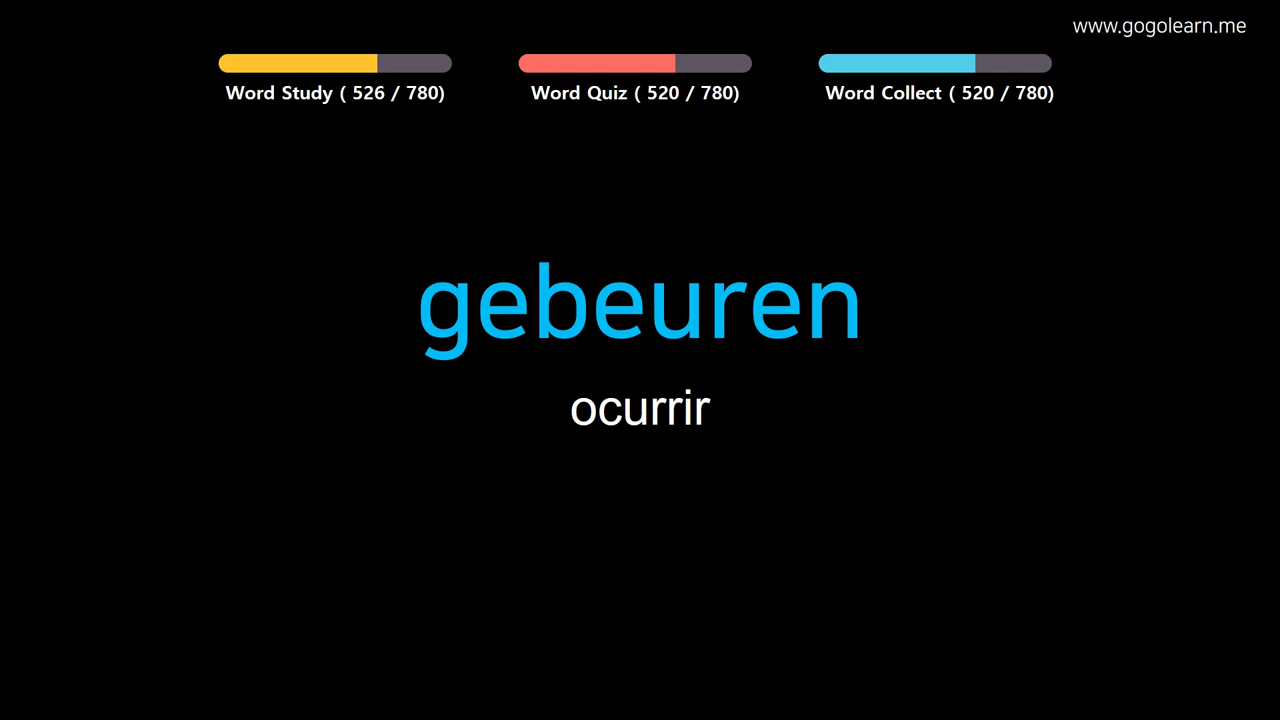 www.gogolearn.me
Word Study ( 526 / 780)
Word Quiz ( 520 / 780)
Word Collect ( 520 / 780)
gebeuren
ocurrir